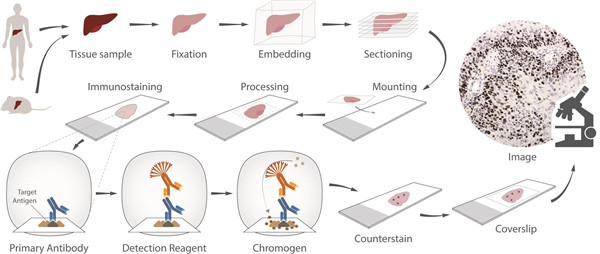 Tissue sample
Fixation
Embedding
Sectioning
Immunostaining
Processing
Mounting
Image
Target
Antigen
Primary Antibody
Detection Reagent
Chromogen
Counterstain
Coverslip